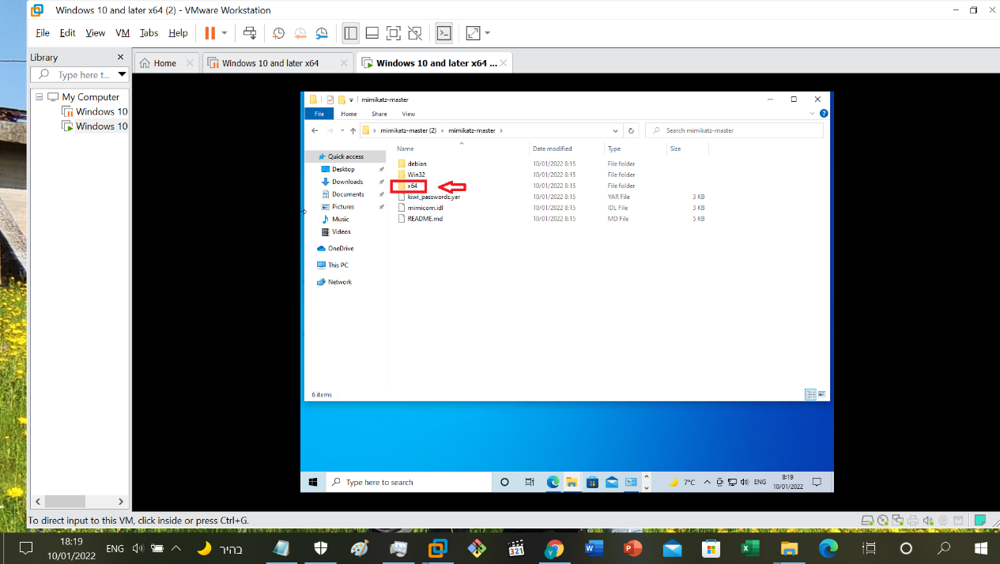 Windows 10 and later x64 (2) - VMware Workstation
File Edit View VM Tabs Help
Library
Home Windows 10 and later x64 Windows 10 and later x64 ...
Type here t...
My Computer
Windows 10
Windows 10
mimikatz-master
File Home Share View
mimikatz-master (2) › mimikatz-master ›
Search mimikatz-master
Quick access
Desktop
Downloads
Documents
Pictures
Music
Videos
OneDrive
This PC
Network
Name Date modified Type Size
debian 10/01/2022 8:15 File folder
Win32 10/01/2022 8:15 File folder
x64 10/01/2022 8:15 File folder
kiwi_passwords.yar 10/01/2022 8:15 YAR File 3 KB
mimicom.idl 10/01/2022 8:15 IDL File 3 KB
README.md 10/01/2022 8:15 MD File 5 KB
6 items
Type here to search
7°C
ENG
8:19
10/01/2022
To direct input to this VM, click inside or press Ctrl+G.
18:19
10/01/2022
ENG
בהיר
321